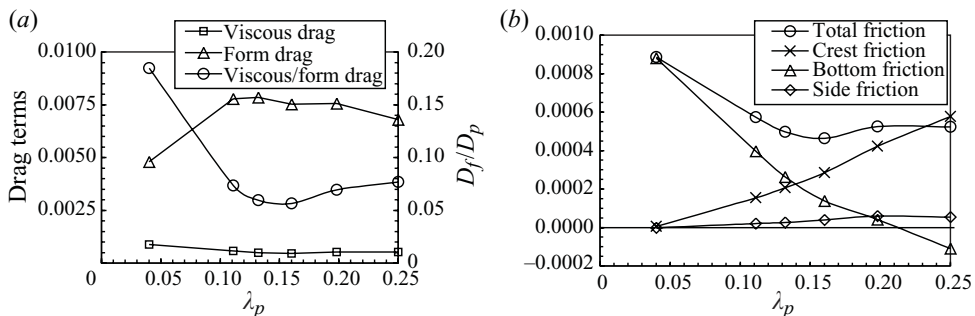 (a)
Viscous drag
Form drag
Viscous/form drag
0.0100
0.0075
0.0050
0.0025
Drag terms
0.20
0.15
0.10
0.05
0
D_f/D_p
0 0.05 0.10 0.15 0.20 0.25
λ_p
(b)
Total friction
Crest friction
Bottom friction
Side friction
0.0010
0.0008
0.0006
0.0004
0.0002
0.0000
–0.0002
0 0.05 0.10 0.15 0.20 0.25
λ_p